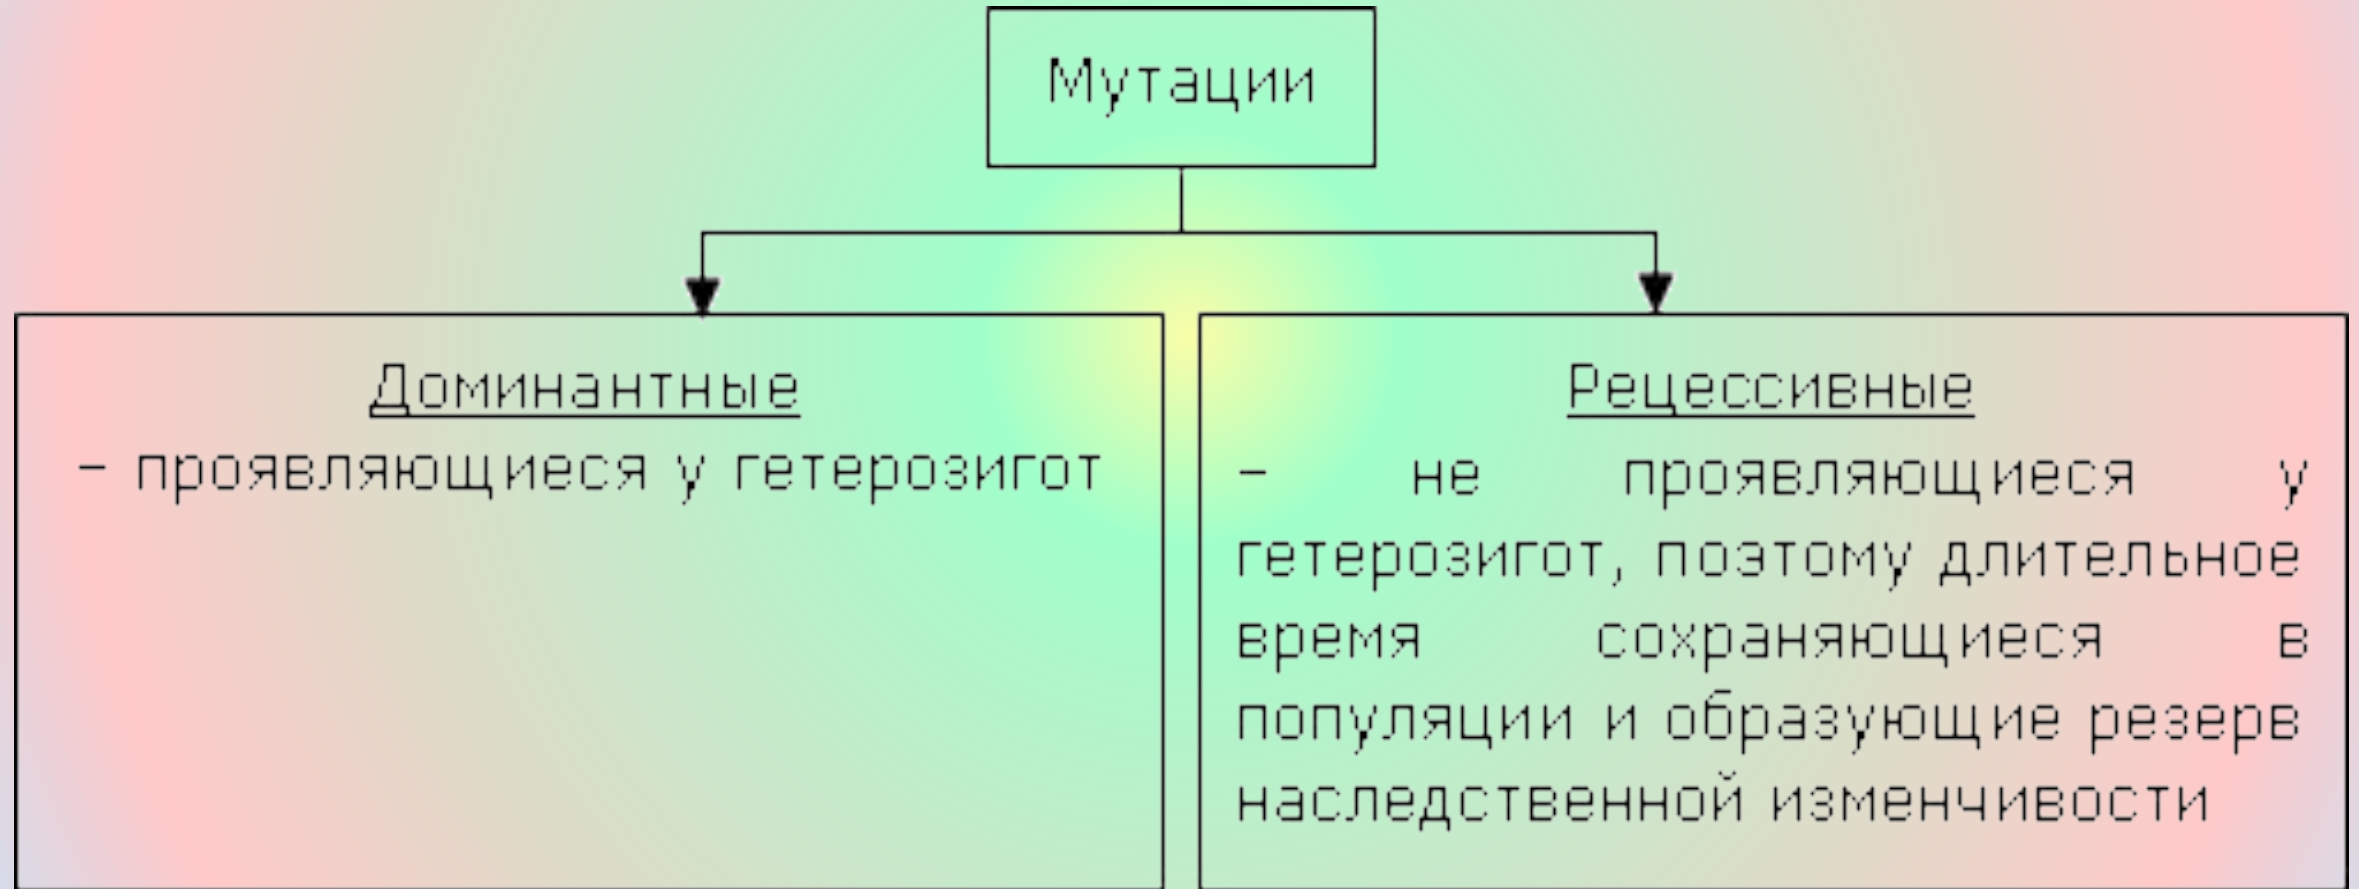 Мутации
Доминантные
– проявляющиеся у гетерозигот
Рецессивные
– не проявляющиеся у
гетерозигот, поэтому длительное
время сохраняющиеся в
популяции и образующие резерв
наследственной изменчивости